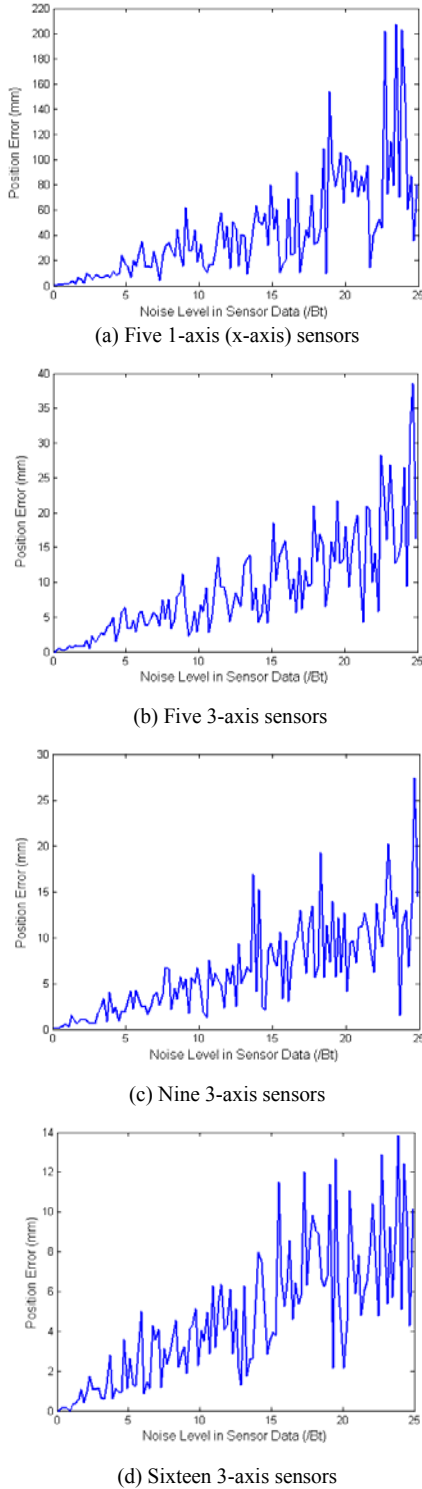 220
200
180
160
140
120
100
80
60
40
20
0
Position Error (mm)
0 5 10 15 20 25
Noise Level in Sensor Data (/Bt)
(a) Five 1-axis (x-axis) sensors
40
35
30
25
20
15
10
5
0
Position Error (mm)
0 5 10 15 20 25
Noise Level in Sensor Data (/Bt)
(b) Five 3-axis sensors
30
25
20
15
10
5
0
Position Error (mm)
0 5 10 15 20 25
Noise Level in Sensor Data (/Bt)
(c) Nine 3-axis sensors
14
12
10
8
6
4
2
0
Position Error (mm)
0 5 10 15 20 25
Noise Level in Sensor Data (/Bt)
(d) Sixteen 3-axis sensors